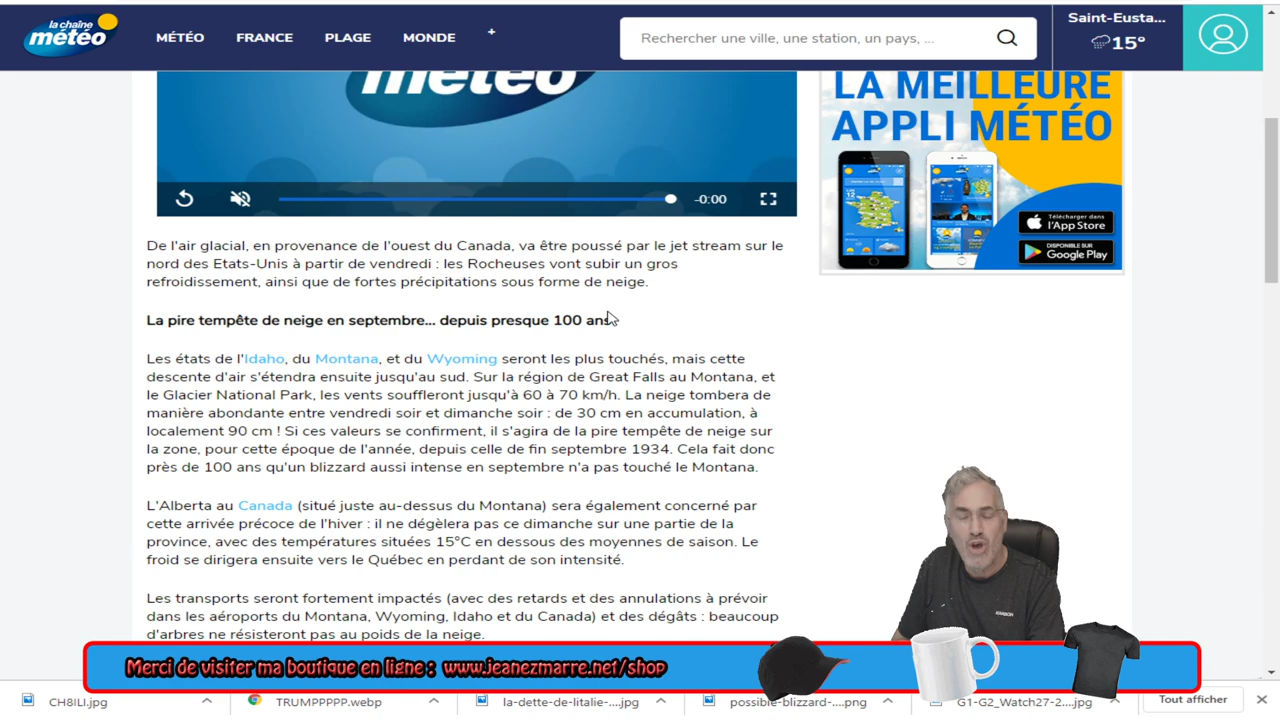 la chaîne
météo
MÉTÉO FRANCE PLAGE MONDE +
Rechercher une ville, une station, un pays, ...
Saint-Eusta...
15°
météo
-0:00
LA MEILLEURE
APPLI MÉTÉO
Télécharger dans
l'App Store
DISPONIBLE SUR
Google Play
De l'air glacial, en provenance de l'ouest du Canada, va être poussé par le jet stream sur le
nord des Etats-Unis à partir de vendredi : les Rocheuses vont subir un gros
refroidissement, ainsi que de fortes précipitations sous forme de neige.
La pire tempête de neige en septembre... depuis presque 100 ans
Les états de l'Idaho, du Montana, et du Wyoming seront les plus touchés, mais cette
descente d'air s'étendra ensuite jusqu'au sud. Sur la région de Great Falls au Montana, et
le Glacier National Park, les vents souffleront jusqu'à 60 à 70 km/h. La neige tombera de
manière abondante entre vendredi soir et dimanche soir : de 30 cm en accumulation, à
localement 90 cm ! Si ces valeurs se confirment, il s'agira de la pire tempête de neige sur
la zone, pour cette époque de l'année, depuis celle de fin septembre 1934. Cela fait donc
près de 100 ans qu'un blizzard aussi intense en septembre n'a pas touché le Montana.
L'Alberta au Canada (situé juste au-dessus du Montana) sera également concerné par
cette arrivée précoce de l'hiver : il ne dégèlera pas ce dimanche sur une partie de la
province, avec des températures situées 15°C en dessous des moyennes de saison. Le
froid se dirigera ensuite vers le Québec en perdant de son intensité.
Les transports seront fortement impactés (avec des retards et des annulations à prévoir
dans les aéroports du Montana, Wyoming, Idaho et du Canada) et des dégâts : beaucoup
d'arbres ne résisteront pas au poids de la neige.
Merci de visiter ma boutique en ligne : www.jeanezmarre.net/shop
CH8ILI.jpg
TRUMPPPPP.webp
la-dette-de-litalie-....jpg
possible-blizzard-....png
G1-G2_Watch27-2....jpg
Tout afficher